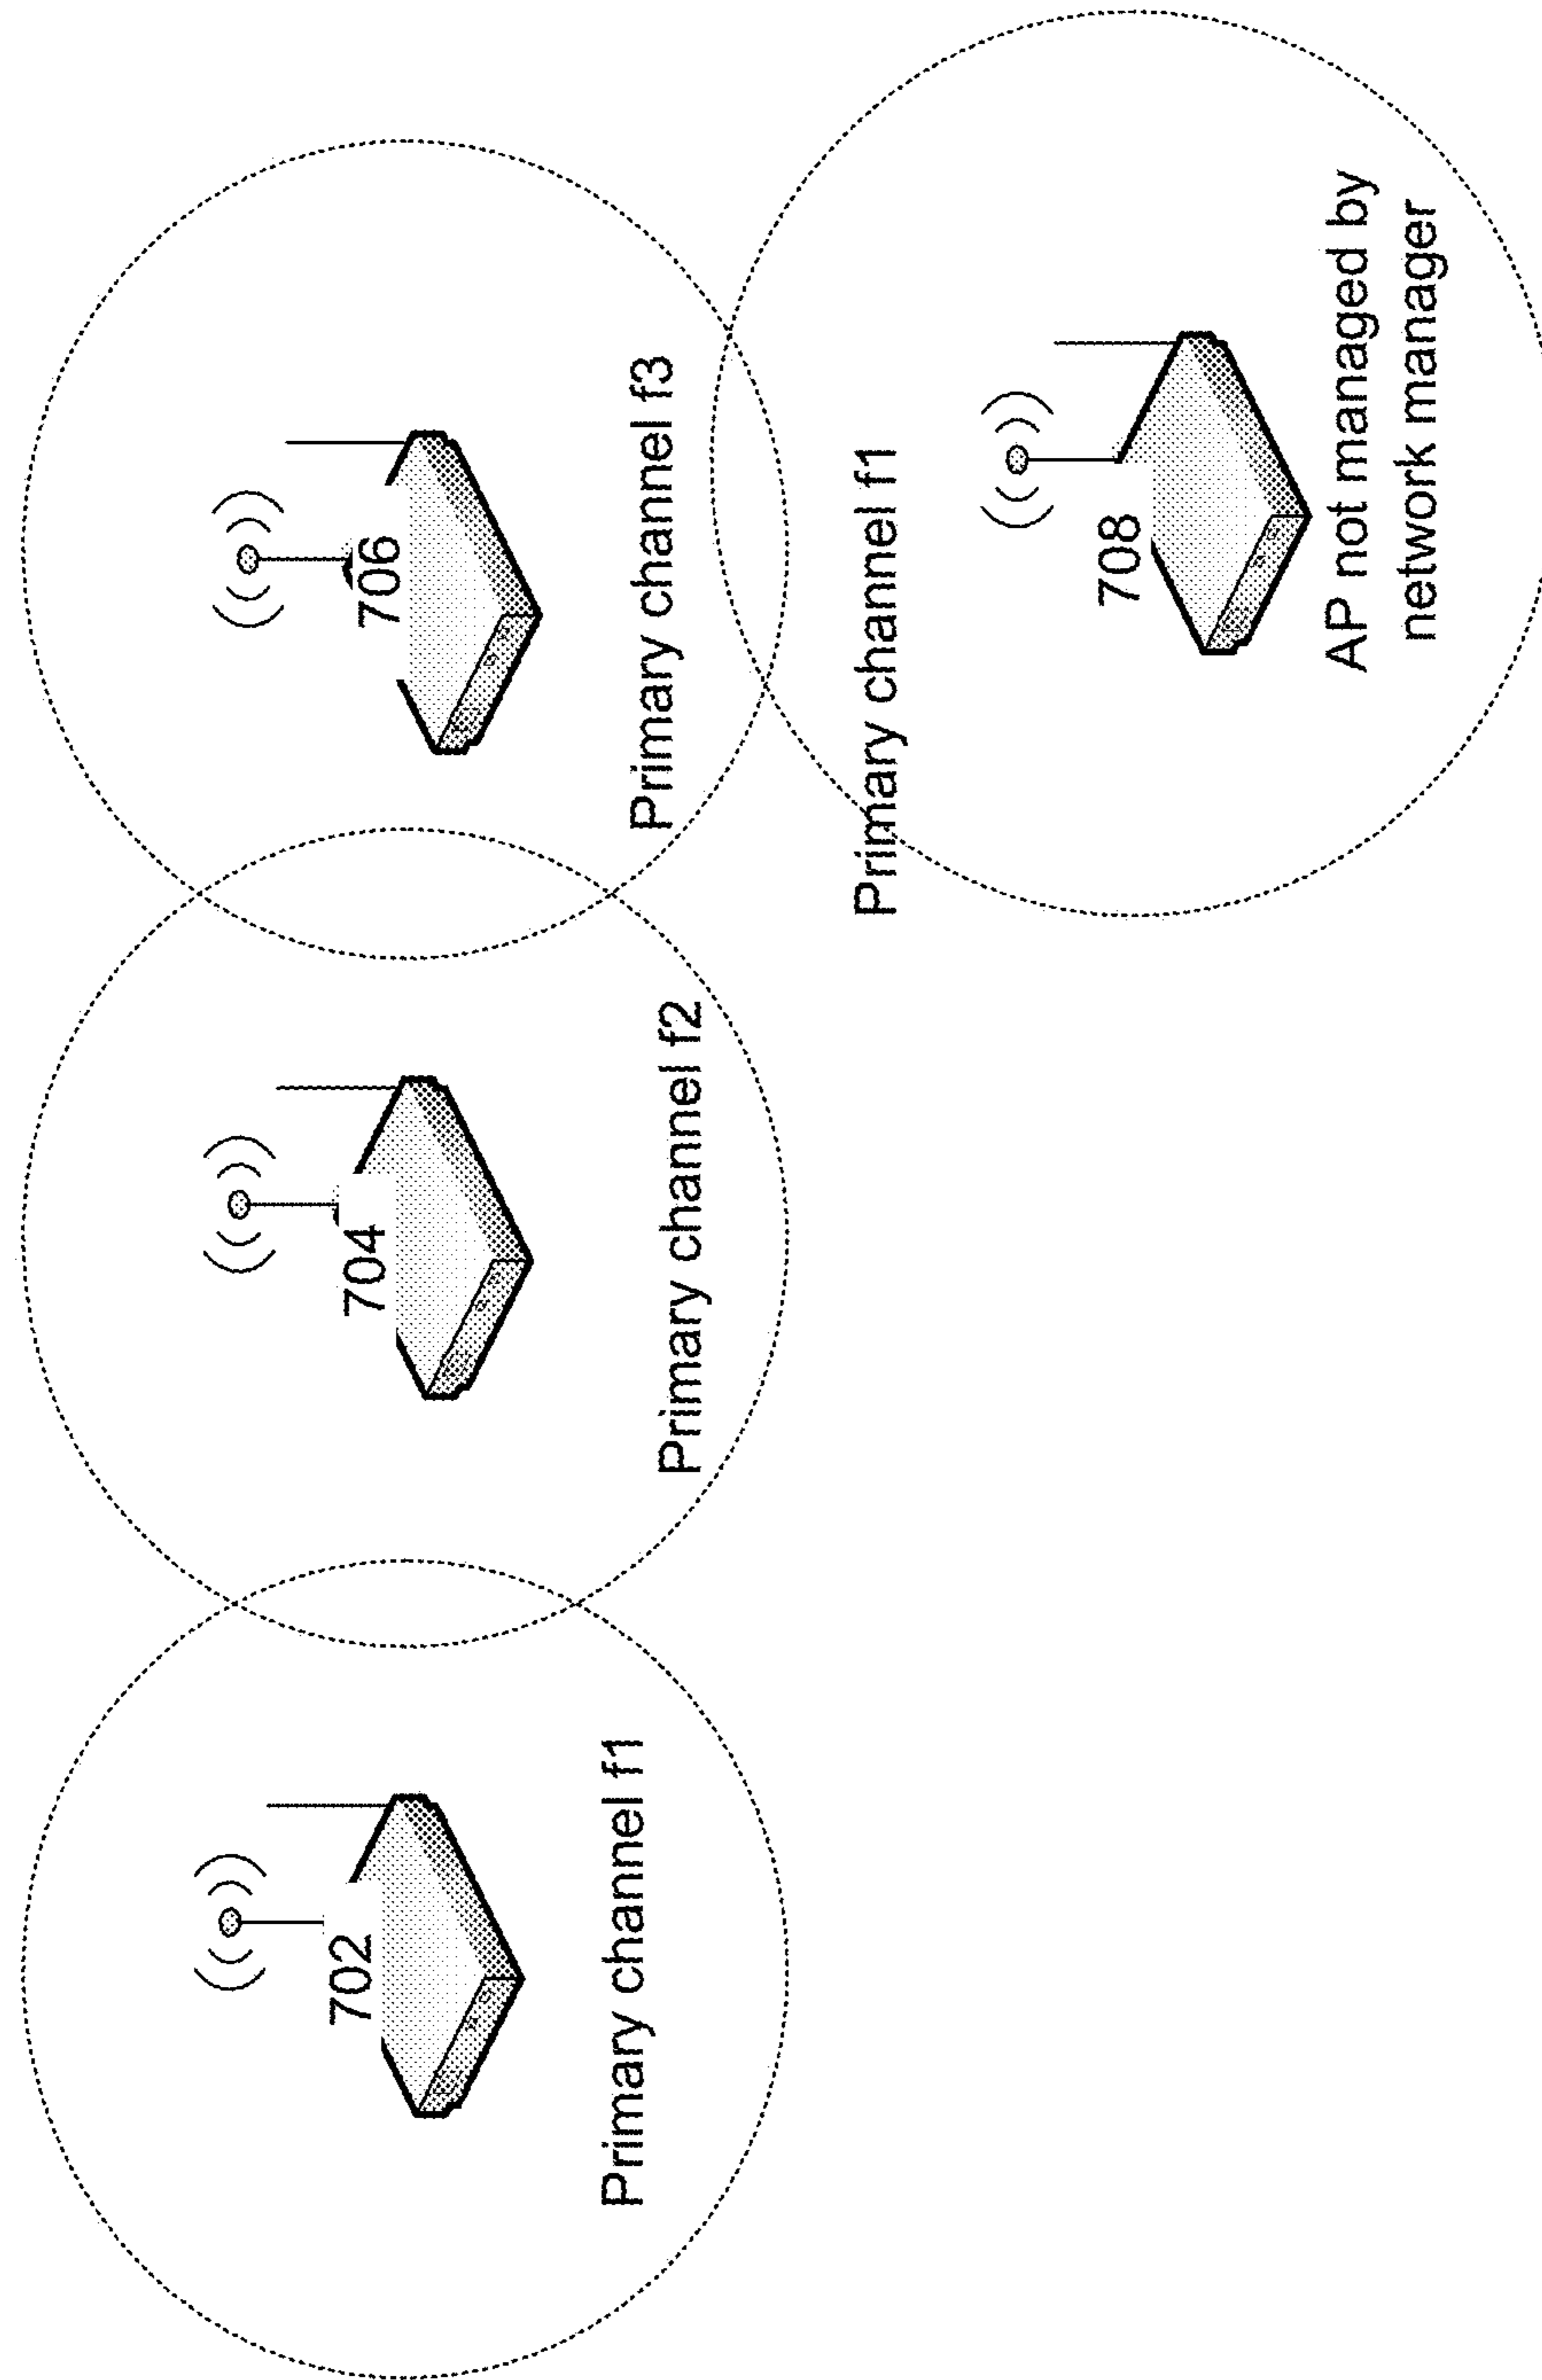 702
Primary channel f1
704
Primary channel f2
706
Primary channel f3
Primary channel f1
708
AP not managed by
network manager